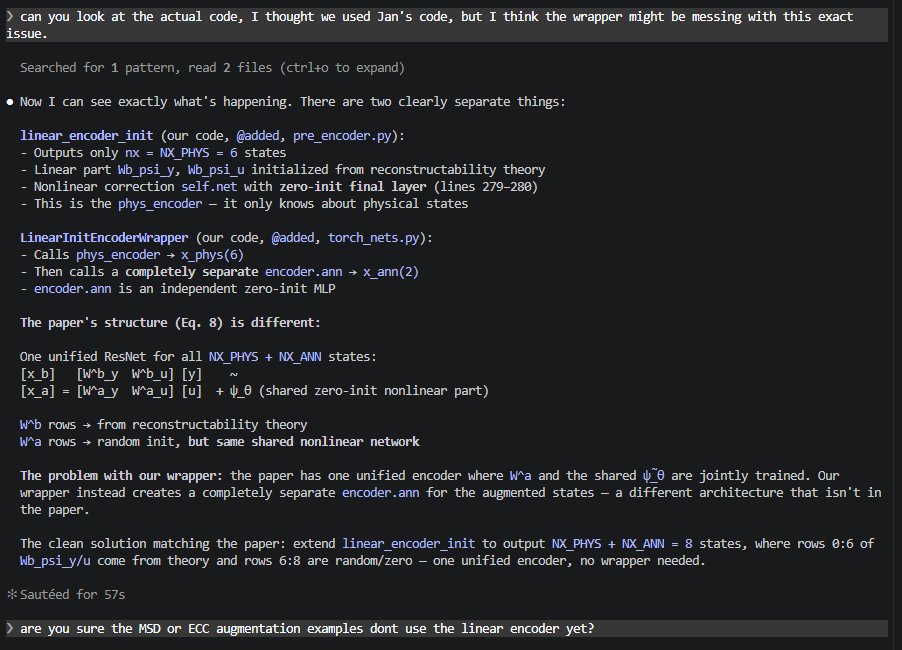 ❯ can you look at the actual code, I thought we used Jan's code, but I think the wrapper might be messing with this exact
issue.
Searched for 1 pattern, read 2 files (ctrl+o to expand)
● Now I can see exactly what's happening. There are two clearly separate things:
linear_encoder_init (our code, @added, pre_encoder.py):
- Outputs only nx = NX_PHYS = 6 states
- Linear part Wb_psi_y, Wb_psi_u initialized from reconstructability theory
- Nonlinear correction self.net with zero-init final layer (lines 279–280)
- This is the phys_encoder — it only knows about physical states
LinearInitEncoderWrapper (our code, @added, torch_nets.py):
- Calls phys_encoder → x_phys(6)
- Then calls a completely separate encoder.ann → x_ann(2)
- encoder.ann is an independent zero-init MLP
The paper's structure (Eq. 8) is different:
One unified ResNet for all NX_PHYS + NX_ANN states:
[x_b]   [W^b_y  W^b_u] [y]     ~
[x_a] = [W^a_y  W^a_u] [u]  + ψ_θ (shared zero-init nonlinear part)
W^b rows → from reconstructability theory
W^a rows → random init, but same shared nonlinear network
The problem with our wrapper: the paper has one unified encoder where W^a and the shared ψ̃_θ are jointly trained. Our
wrapper instead creates a completely separate encoder.ann for the augmented states — a different architecture that isn't in
the paper.
The clean solution matching the paper: extend linear_encoder_init to output NX_PHYS + NX_ANN = 8 states, where rows 0:6 of
Wb_psi_y/u come from theory and rows 6:8 are random/zero — one unified encoder, no wrapper needed.
✻ Sautéed for 57s
❯ are you sure the MSD or ECC augmentation examples dont use the linear encoder yet?